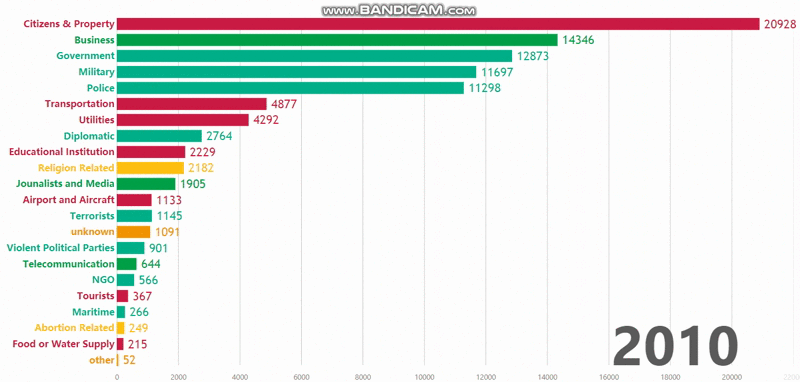 www.BANDICAM.com
Citizens & Property 20928
Business 14346
Government 12873
Military 11697
Police 11298
Transportation 4877
Utilities 4292
Diplomatic 2764
Educational Institution 2229
Religion Related 2182
Jounalists and Media 1905
Airport and Aircraft 1133
Terrorists 1145
unknown 1091
Violent Political Parties 901
Telecommunication 644
NGO 566
Tourists 367
Maritime 266
Abortion Related 249
Food or Water Supply 215
other 52
2010
0 2000 4000 6000 8000 10000 12000 14000 16000 18000 20000 22000